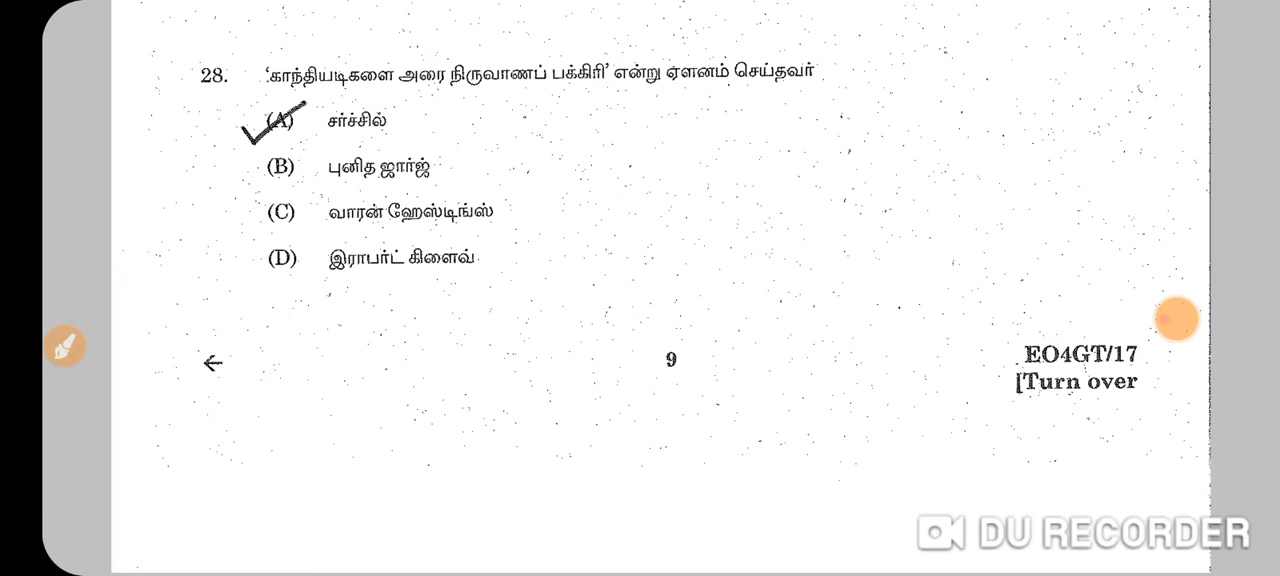 28. 'காந்தியடிகளை அரை நிருவாணப் பக்கிரி' என்று ஏளனம் செய்தவர்
(A) சர்ச்சில்
(B) புனித ஜார்ஜ்
(C) வாரன் ஹேஸ்டிங்ஸ்
(D) இராபர்ட் கிளைவ்
← 9 EO4GT/17
[Turn over
DU RECORDER